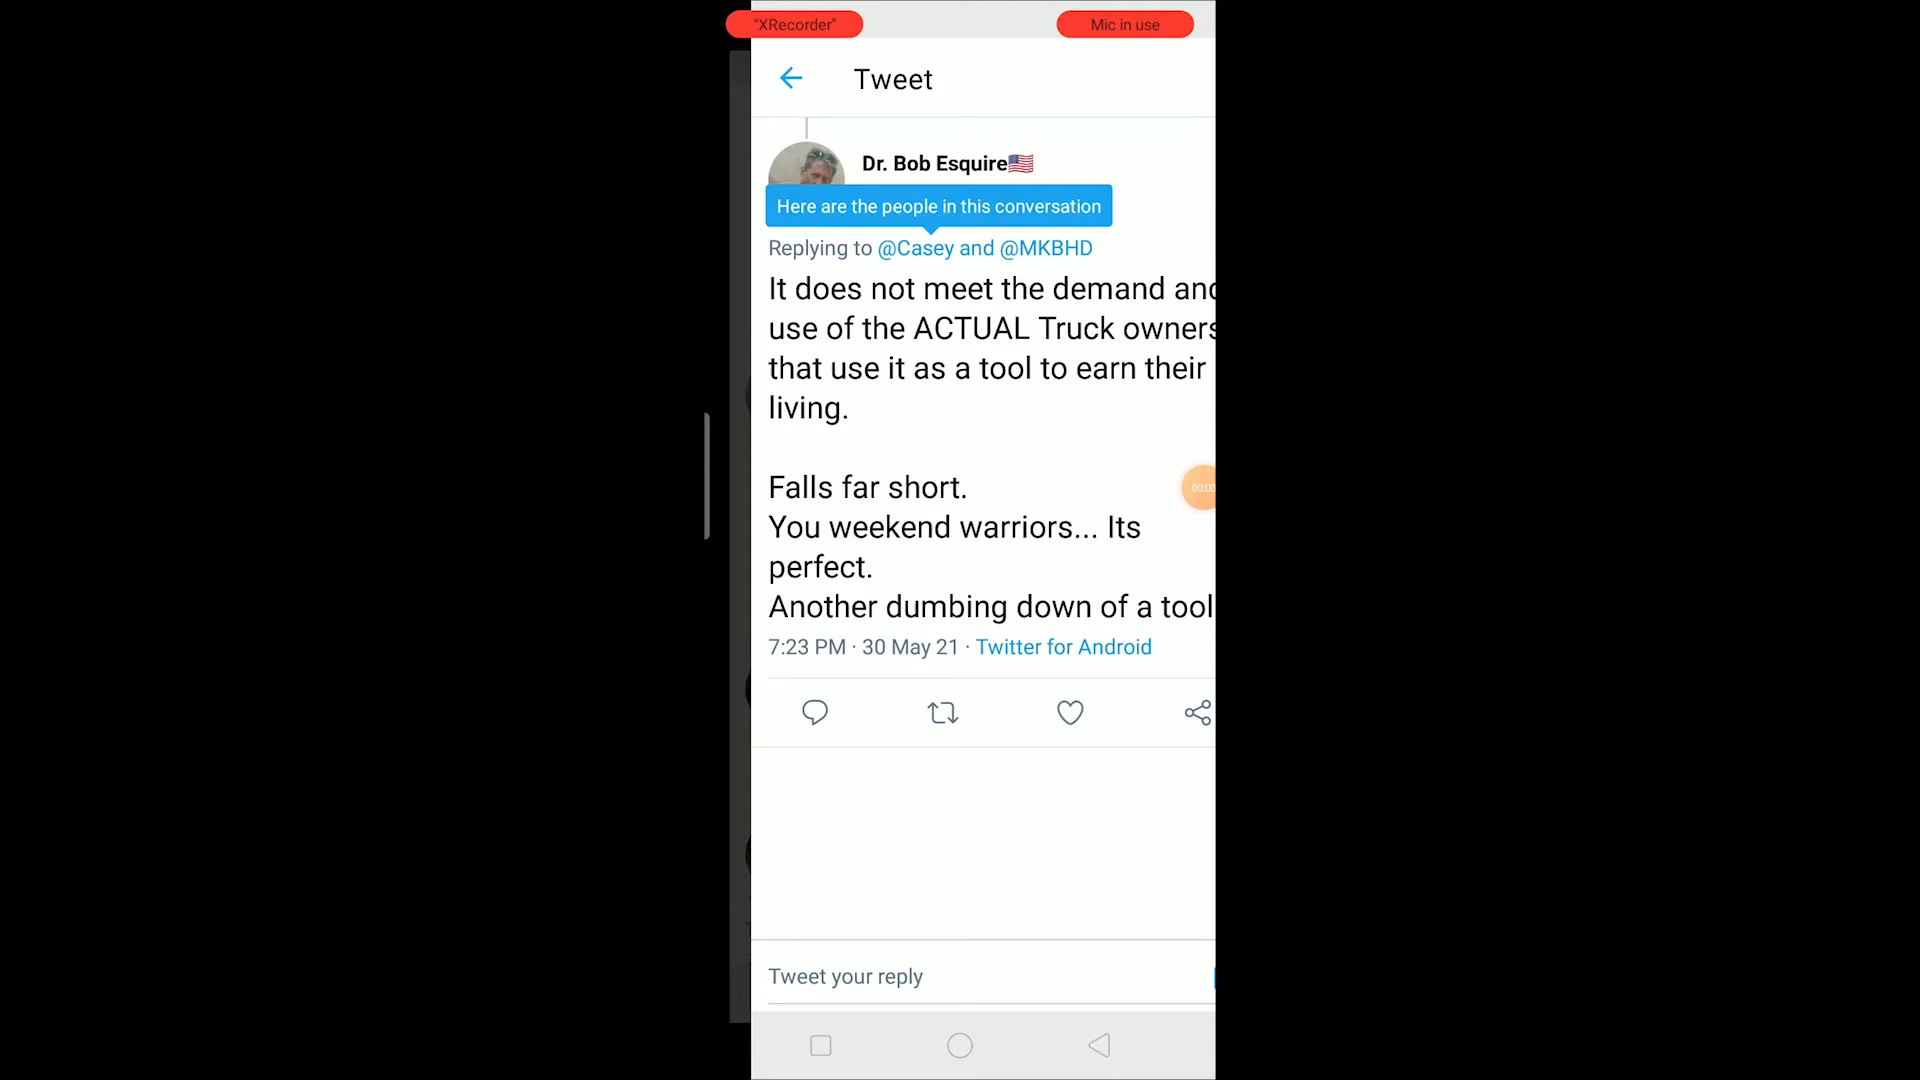 "XRecorder"
Mic in use
Tweet
Dr. Bob Esquire🇺🇸
Here are the people in this conversation
Replying to @Casey and @MKBHD
It does not meet the demand and
use of the ACTUAL Truck owners
that use it as a tool to earn their
living.
Falls far short.
You weekend warriors... Its
perfect.
Another dumbing down of a tool
7:23 PM · 30 May 21 · Twitter for Android
Tweet your reply